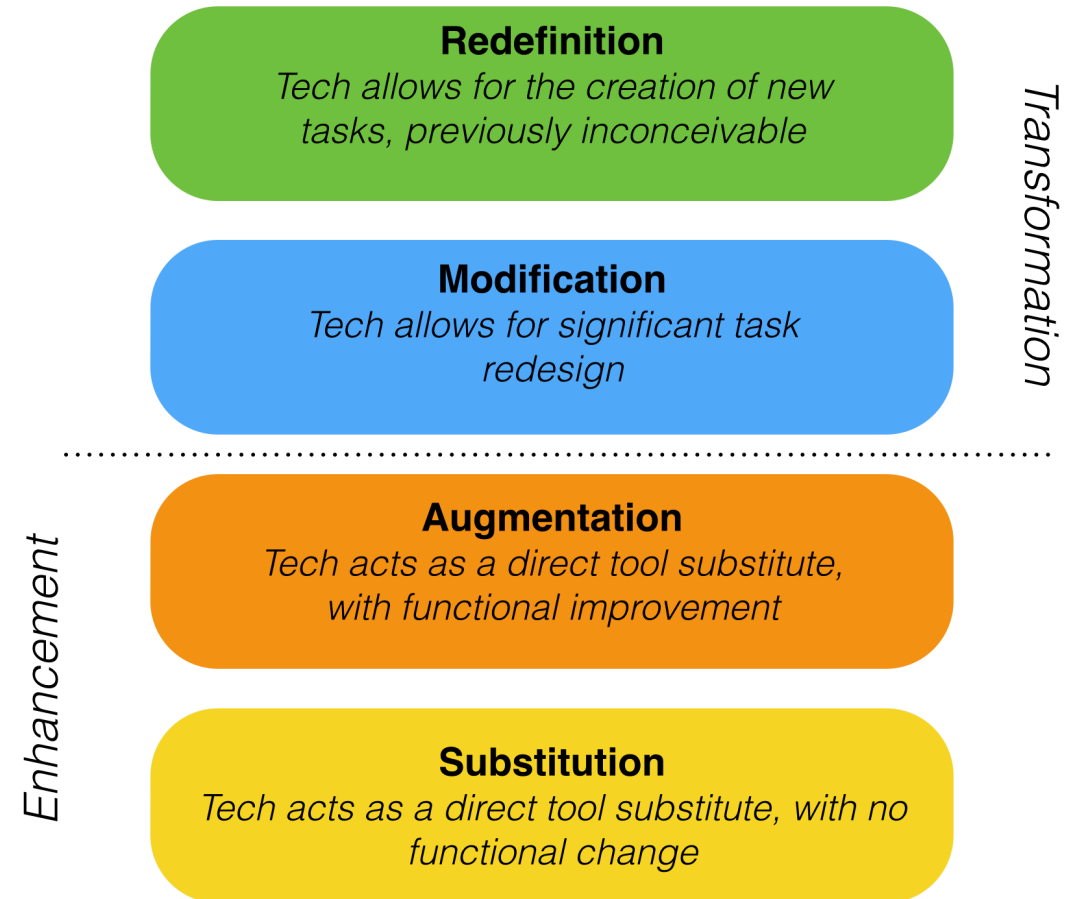 Redefinition
Tech allows for the creation of new
tasks, previously inconceivable
Transformation
Modification
Tech allows for significant task
redesign
Augmentation
Tech acts as a direct tool substitute,
with functional improvement
Enhancement
Substitution
Tech acts as a direct tool substitute, with no
functional change